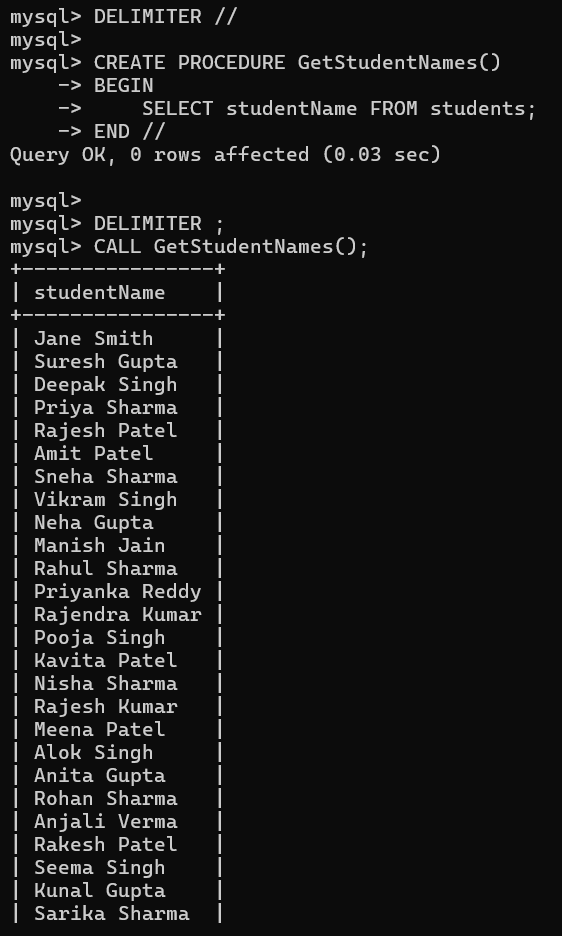 mysql> DELIMITER //
mysql>
mysql> CREATE PROCEDURE GetStudentNames()
    -> BEGIN
    ->     SELECT studentName FROM students;
    -> END //
Query OK, 0 rows affected (0.03 sec)

mysql>
mysql> DELIMITER ;
mysql> CALL GetStudentNames();
+----------------+
| studentName    |
+----------------+
| Jane Smith     |
| Suresh Gupta   |
| Deepak Singh   |
| Priya Sharma   |
| Rajesh Patel   |
| Amit Patel     |
| Sneha Sharma   |
| Vikram Singh   |
| Neha Gupta     |
| Manish Jain    |
| Rahul Sharma   |
| Priyanka Reddy |
| Rajendra Kumar |
| Pooja Singh    |
| Kavita Patel   |
| Nisha Sharma   |
| Rajesh Kumar   |
| Meena Patel    |
| Alok Singh     |
| Anita Gupta    |
| Rohan Sharma   |
| Anjali Verma   |
| Rakesh Patel   |
| Seema Singh    |
| Kunal Gupta    |
| Sarika Sharma  |